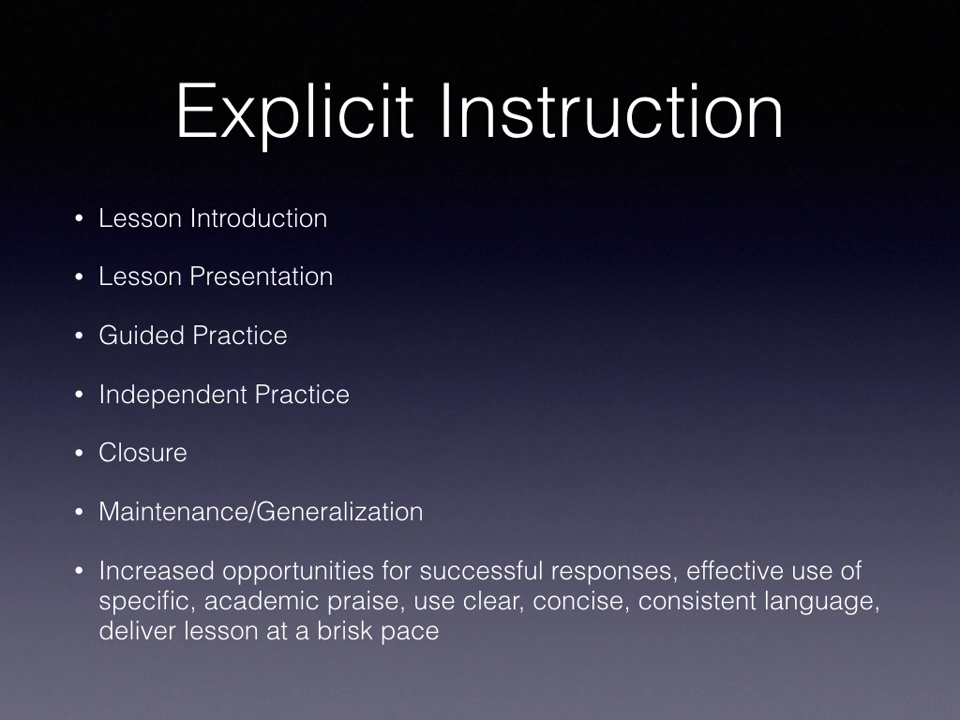 Explicit Instruction
• Lesson Introduction
• Lesson Presentation
• Guided Practice
• Independent Practice
• Closure
• Maintenance/Generalization
• Increased opportunities for successful responses, effective use of
specific, academic praise, use clear, concise, consistent language,
deliver lesson at a brisk pace